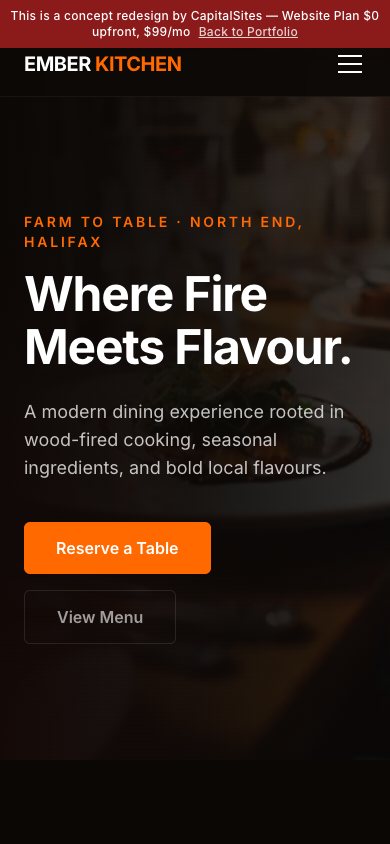 This is a concept redesign by CapitalSites — Website Plan $0
upfront, $99/mo Back to Portfolio
EMBER KITCHEN
FARM TO TABLE · NORTH END,
HALIFAX
Where Fire
Meets Flavour.
A modern dining experience rooted in
wood-fired cooking, seasonal
ingredients, and bold local flavours.
Reserve a Table
View Menu